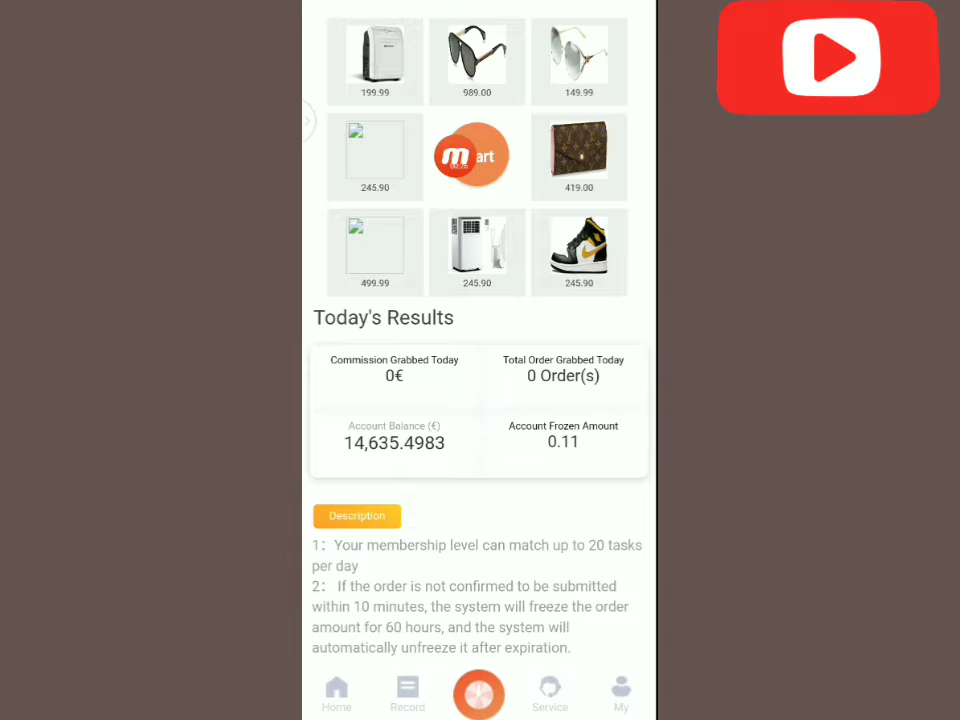 199.99
989.00
149.99
245.90
m art
419.00
499.99
245.90
245.90
Today's Results
Commission Grabbed Today
0€
Total Order Grabbed Today
0 Order(s)
Account Balance (€)
14,635.4983
Account Frozen Amount
0.11
Description
1：Your membership level can match up to 20 tasks
per day
2： If the order is not confirmed to be submitted
within 10 minutes, the system will freeze the order
amount for 60 hours, and the system will
automatically unfreeze it after expiration.
Home
Record
Service
My